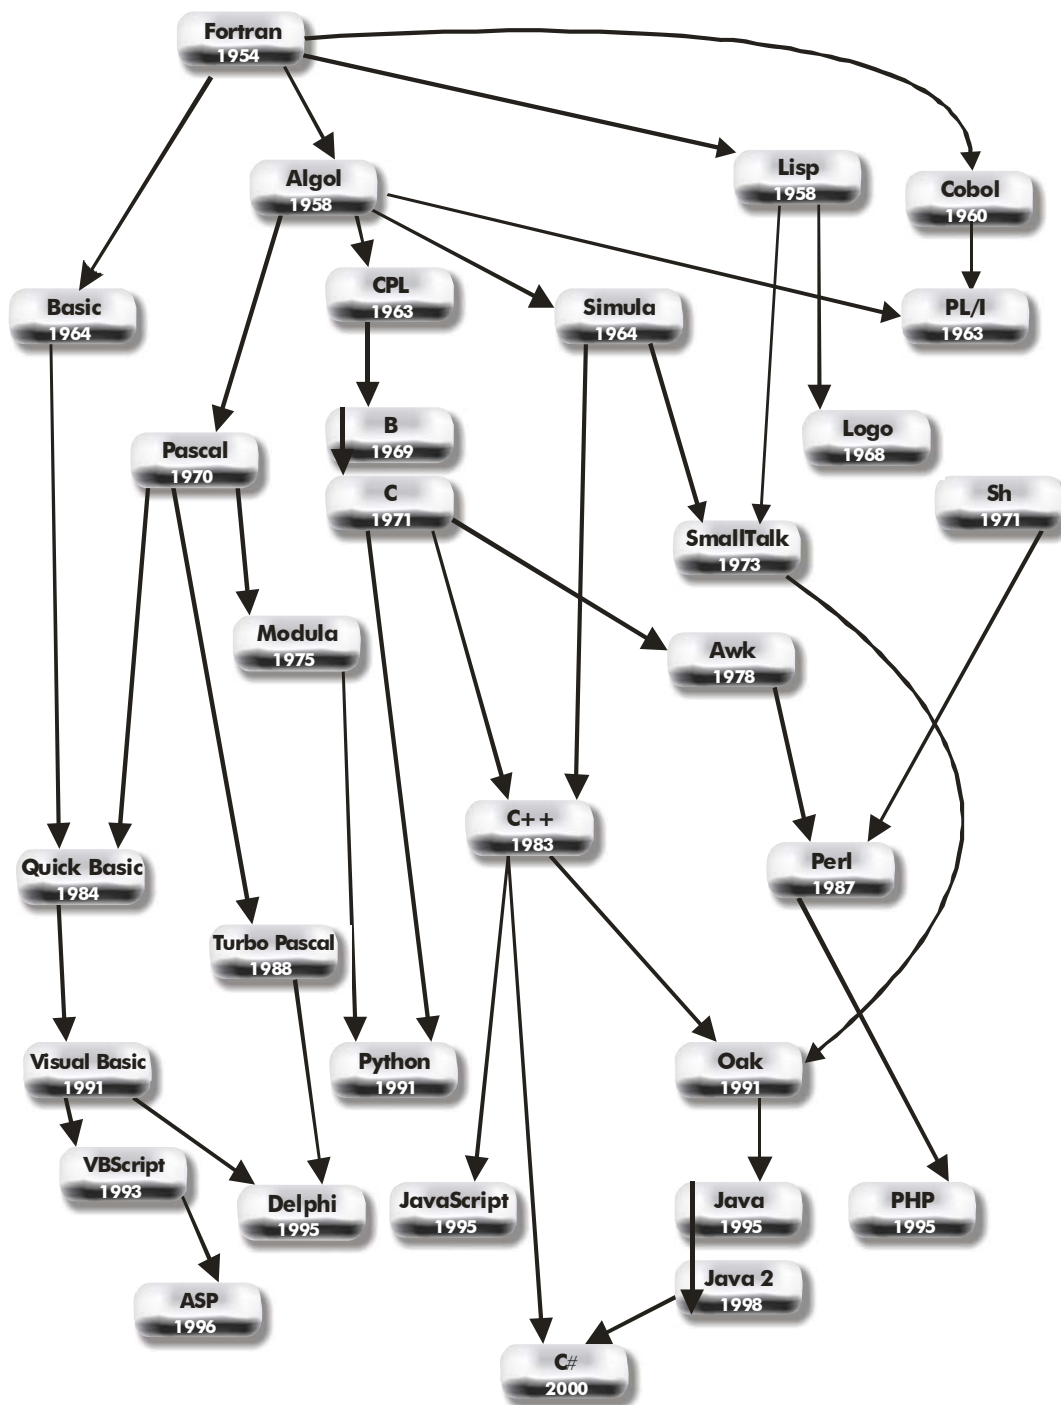 Fortran
1954
Algol
1958
Lisp
1958
Cobol
1960
Basic
1964
CPL
1963
Simula
1964
PL/I
1963
B
1969
Logo
1968
Pascal
1970
C
1971
Sh
1971
SmallTalk
1973
Modula
1975
Awk
1978
C++
1983
Quick Basic
1984
Perl
1987
Turbo Pascal
1988
Visual Basic
1991
Python
1991
Oak
1991
VBScript
1993
Delphi
1995
JavaScript
1995
Java
1995
PHP
1995
Java 2
1998
ASP
1996
C#
2000